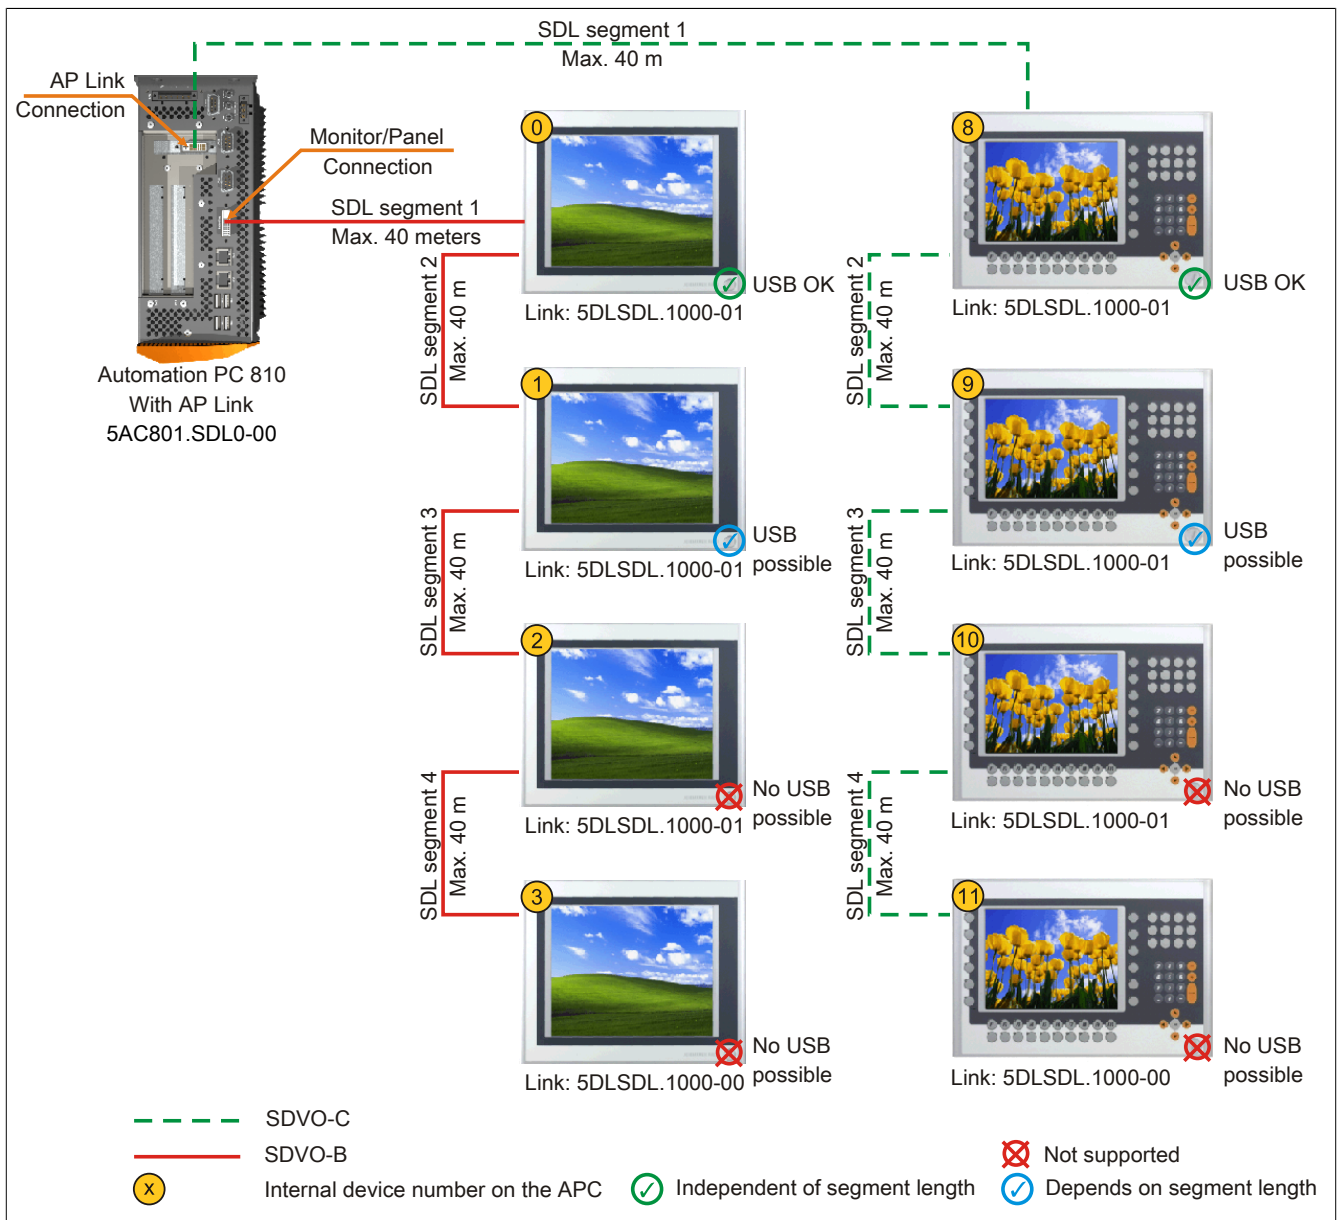 SDL segment 1
Max. 40 m
AP Link
Connection
Monitor/Panel
Connection
SDL segment 1
Max. 40 meters
Automation PC 810
With AP Link
5AC801.SDL0-00
0
USB OK
Link: 5DLSDL.1000-01
8
USB OK
Link: 5DLSDL.1000-01
SDL segment 2
Max. 40 m
SDL segment 2
Max. 40 m
1
USB
possible
Link: 5DLSDL.1000-01
9
USB
possible
Link: 5DLSDL.1000-01
SDL segment 3
Max. 40 m
SDL segment 3
Max. 40 m
2
No USB
possible
Link: 5DLSDL.1000-01
10
No USB
possible
Link: 5DLSDL.1000-01
SDL segment 4
Max. 40 m
SDL segment 4
Max. 40 m
3
No USB
possible
Link: 5DLSDL.1000-00
11
No USB
possible
Link: 5DLSDL.1000-00
SDVO-C
SDVO-B
Not supported
x
Internal device number on the APC
Independent of segment length
Depends on segment length